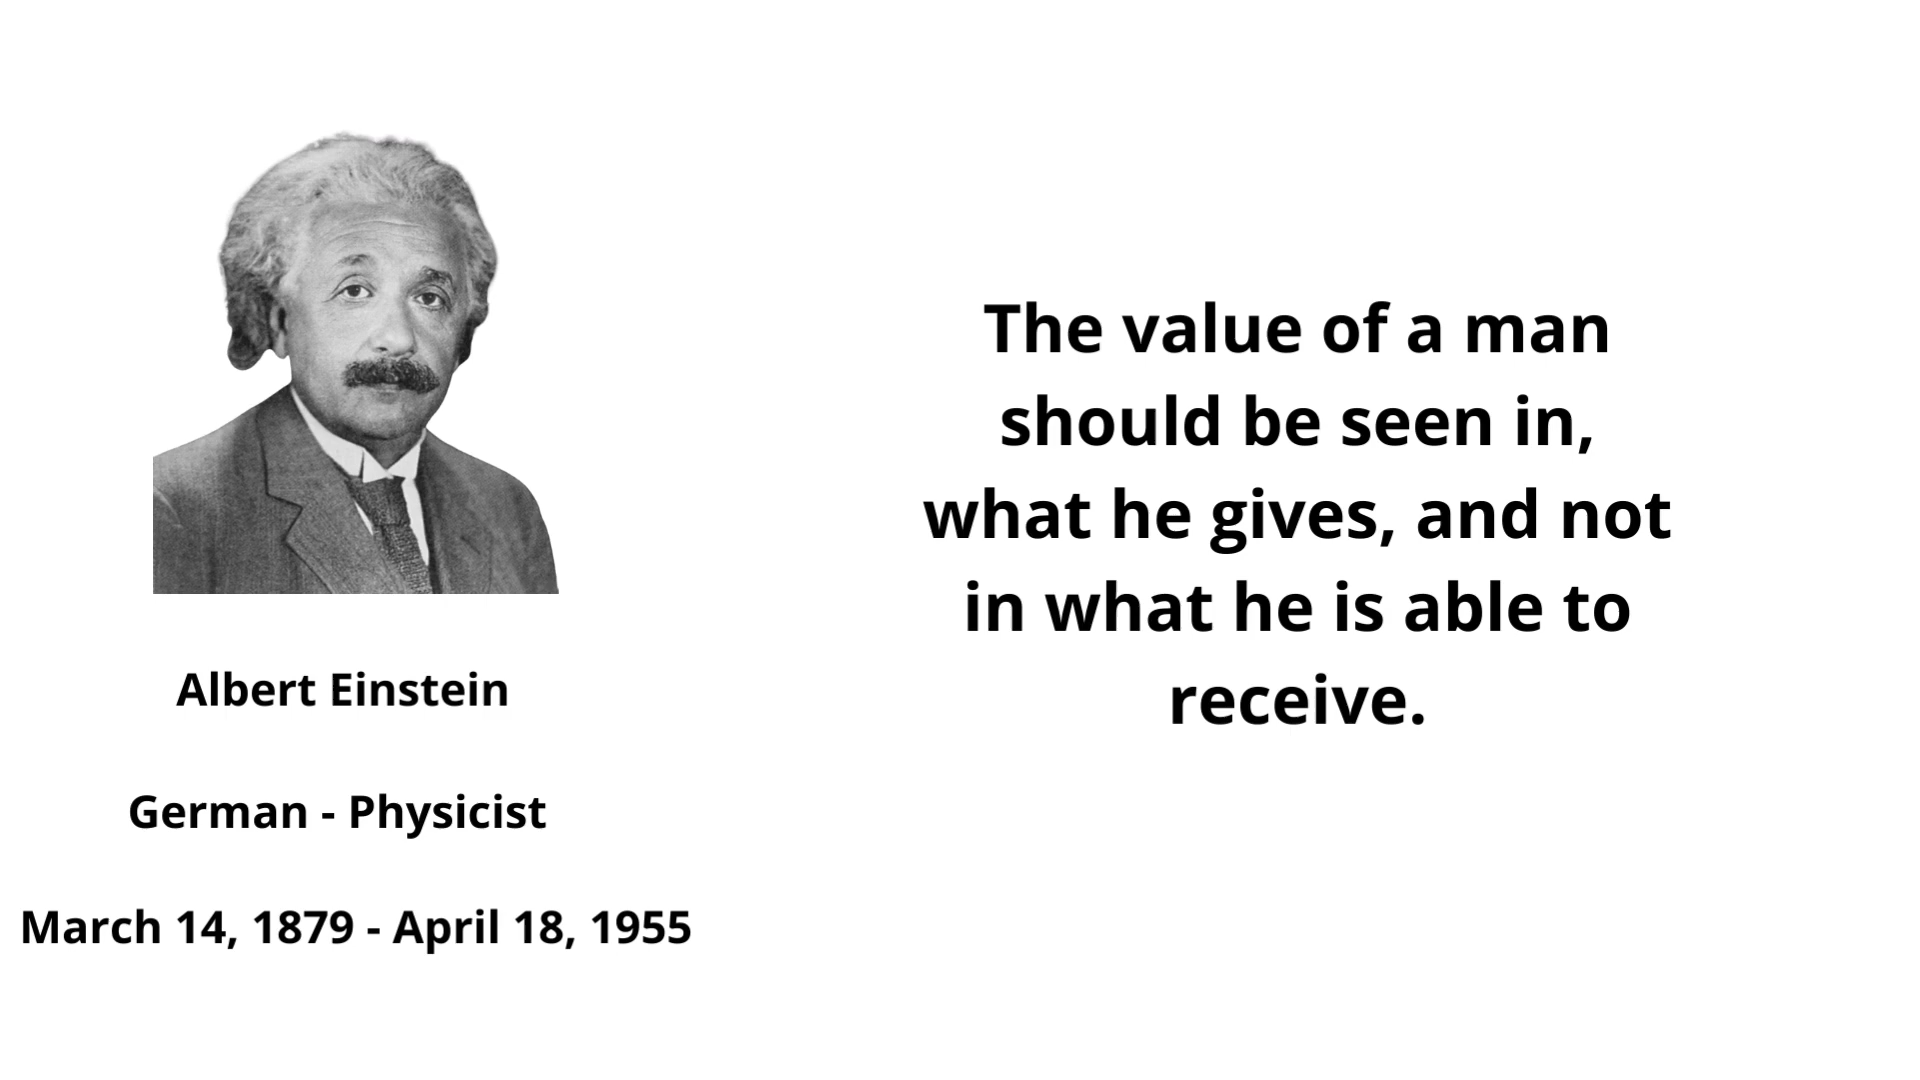 Albert Einstein
German - Physicist
March 14, 1879 - April 18, 1955
The value of a man
should be seen in,
what he gives, and not
in what he is able to
receive.